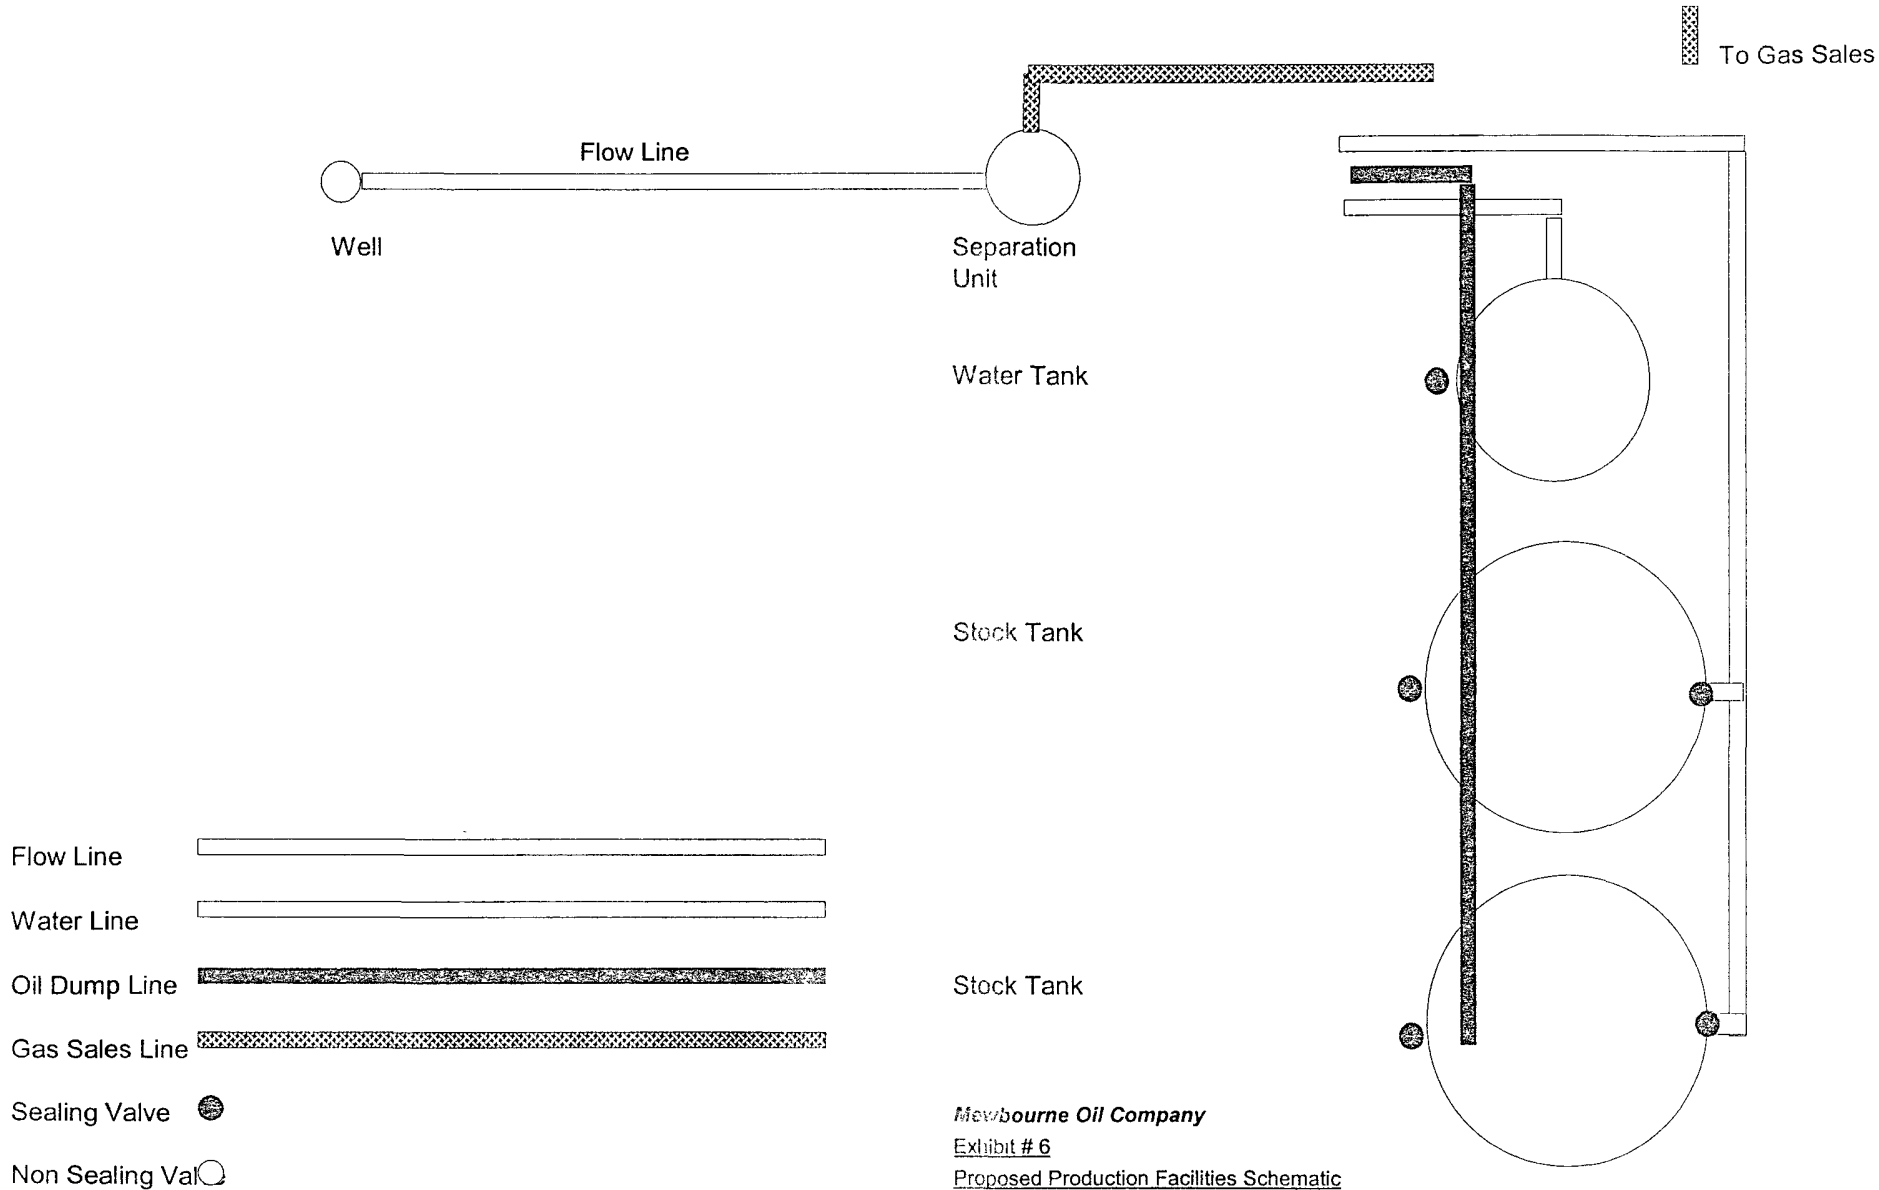 To Gas Sales
Flow Line
Well
Separation
Unit
Water Tank
Stock Tank
Flow Line
Water Line
Oil Dump Line
Stock Tank
Gas Sales Line
Sealing Valve
Non Sealing Val
Mewbourne Oil Company
Exhibit # 6
Proposed Production Facilities Schematic